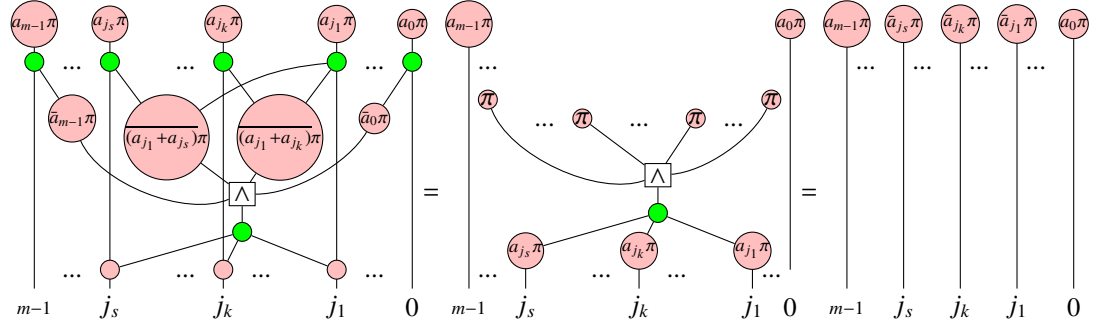 a_{m−1}π a_{j_s}π a_{j_k}π a_{j_1}π a_0π a_{m−1}π a_0π a_{m−1}π ā_{j_s}π ā_{j_k}π ā_{j_1}π a_0π
... ... ... ... ... ... ...
π π
ā_{m−1}π \overline{(a_{j_1}+a_{j_s})}π \overline{(a_{j_1}+a_{j_k})}π ā_0π ... π ... π ...
∧ = ∧ =
a_{j_s}π a_{j_k}π a_{j_1}π
... ... ... ... ... ... ... ...
m−1 j_s j_k j_1 0 m−1 j_s j_k j_1 0 m−1 j_s j_k j_1 0